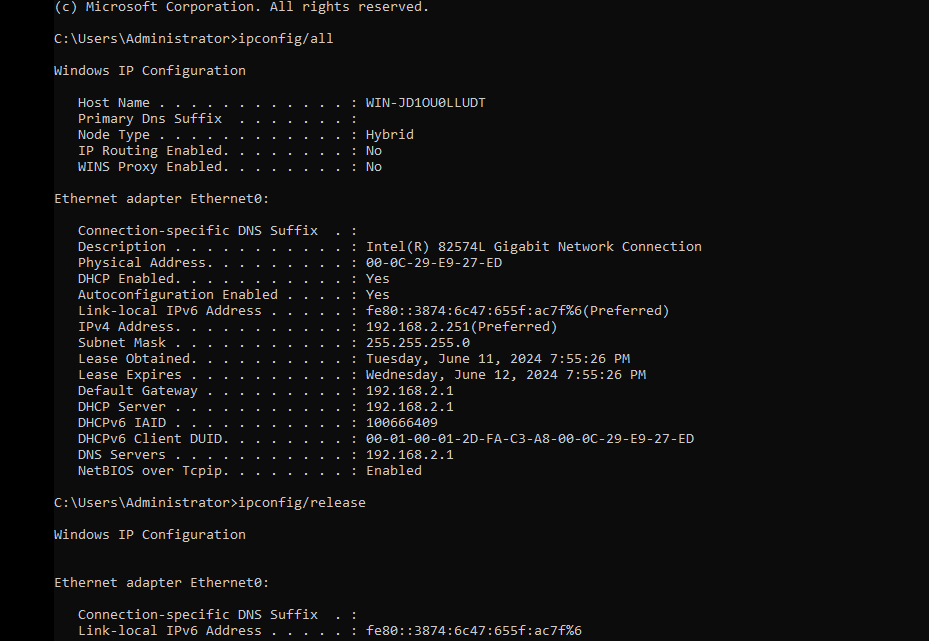 (c) Microsoft Corporation. All rights reserved.
C:\Users\Administrator>ipconfig/all
Windows IP Configuration
Host Name . . . . . . . . . . . . : WIN-JD1OU0LLUDT
Primary Dns Suffix  . . . . . . . :
Node Type . . . . . . . . . . . . : Hybrid
IP Routing Enabled. . . . . . . . : No
WINS Proxy Enabled. . . . . . . . : No
Ethernet adapter Ethernet0:
Connection-specific DNS Suffix  . :
Description . . . . . . . . . . . : Intel(R) 82574L Gigabit Network Connection
Physical Address. . . . . . . . . : 00-0C-29-E9-27-ED
DHCP Enabled. . . . . . . . . . . : Yes
Autoconfiguration Enabled . . . . : Yes
Link-local IPv6 Address . . . . . : fe80::3874:6c47:655f:ac7f%6(Preferred)
IPv4 Address. . . . . . . . . . . : 192.168.2.251(Preferred)
Subnet Mask . . . . . . . . . . . : 255.255.255.0
Lease Obtained. . . . . . . . . . : Tuesday, June 11, 2024 7:55:26 PM
Lease Expires . . . . . . . . . . : Wednesday, June 12, 2024 7:55:26 PM
Default Gateway . . . . . . . . . : 192.168.2.1
DHCP Server . . . . . . . . . . . : 192.168.2.1
DHCPv6 IAID . . . . . . . . . . . : 100666409
DHCPv6 Client DUID. . . . . . . . : 00-01-00-01-2D-FA-C3-A8-00-0C-29-E9-27-ED
DNS Servers . . . . . . . . . . . : 192.168.2.1
NetBIOS over Tcpip. . . . . . . . : Enabled
C:\Users\Administrator>ipconfig/release
Windows IP Configuration
Ethernet adapter Ethernet0:
Connection-specific DNS Suffix  . :
Link-local IPv6 Address . . . . . : fe80::3874:6c47:655f:ac7f%6